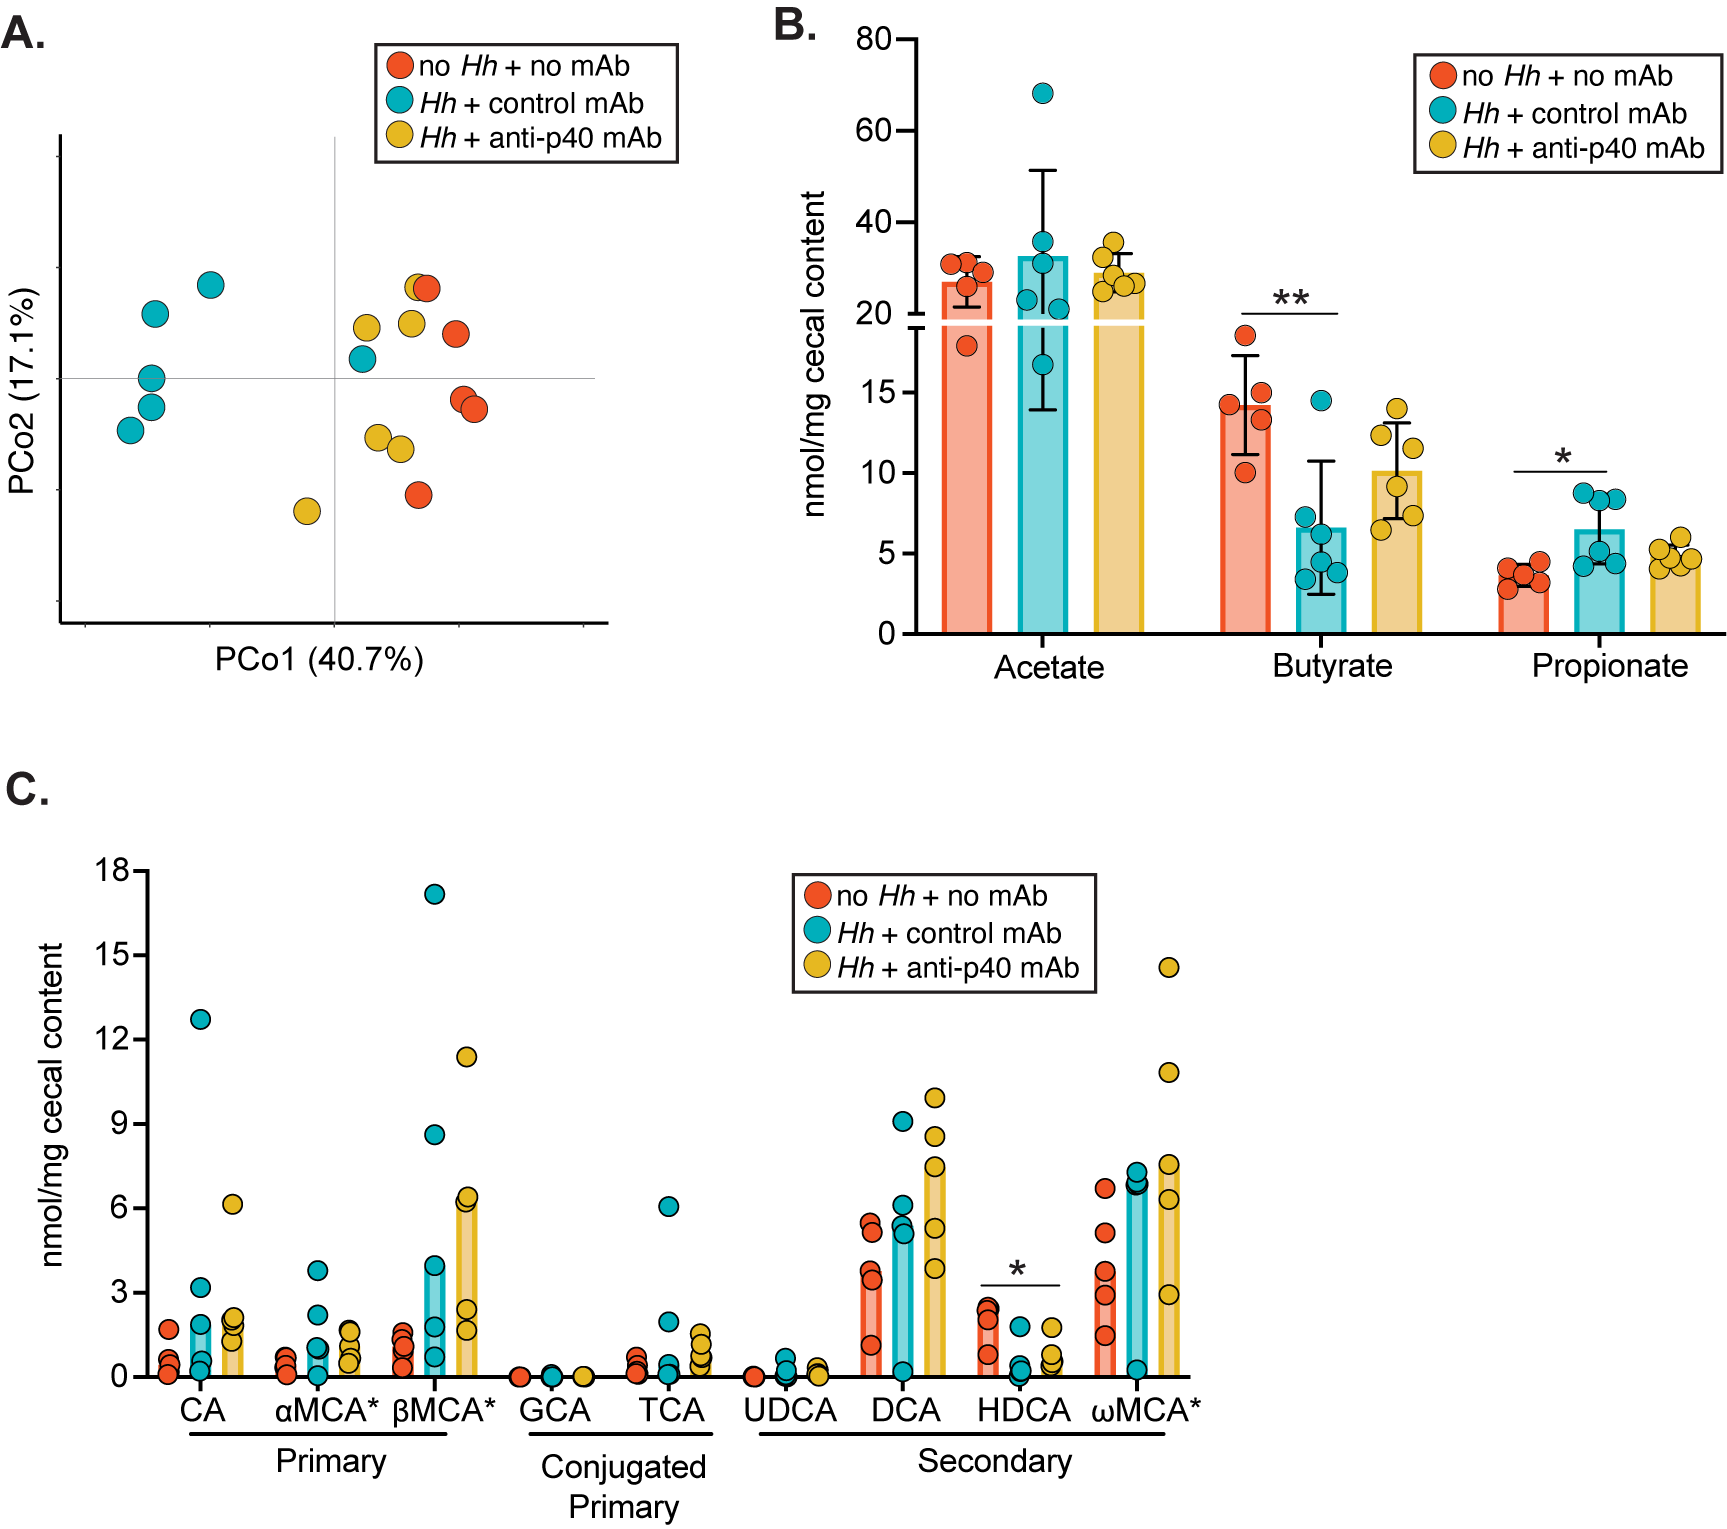 A.
no Hh + no mAb
Hh + control mAb
Hh + anti-p40 mAb
PCo2 (17.1%)
PCo1 (40.7%)
B.
no Hh + no mAb
Hh + control mAb
Hh + anti-p40 mAb
nmol/mg cecal content
80
60
40
20
15
10
5
0
**
*
Acetate Butyrate Propionate
C.
no Hh + no mAb
Hh + control mAb
Hh + anti-p40 mAb
nmol/mg cecal content
18
15
12
9
6
3
0
*
CA αMCA* βMCA* GCA TCA UDCA DCA HDCA ωMCA*
Primary
Conjugated
Primary
Secondary